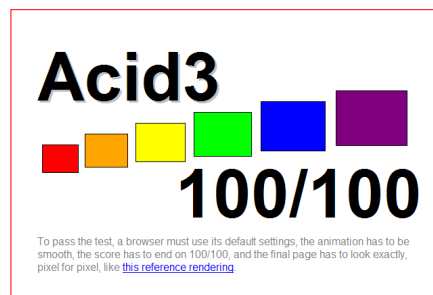 Acid3
100/100
To pass the test, a browser must use its default settings, the animation has to be
smooth, the score has to end on 100/100, and the final page has to look exactly,
pixel for pixel, like this reference rendering.